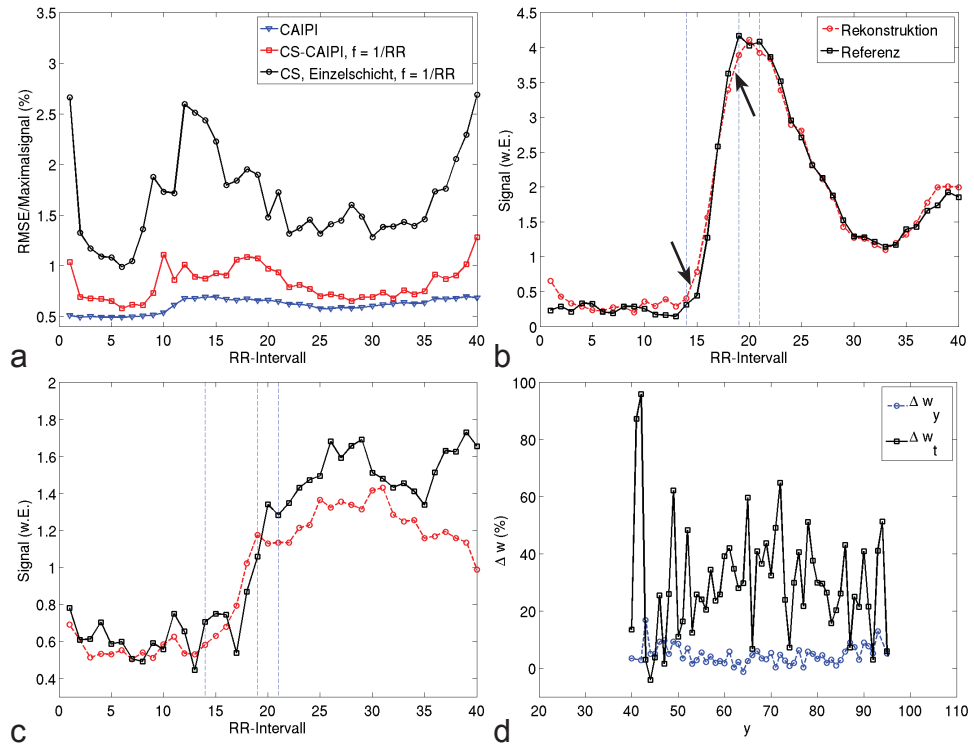 CAIPI
CS-CAIPI, f = 1/RR
CS, Einzelschicht, f = 1/RR
RMSE/Maximalsignal (%)
3
2.5
2
1.5
1
0.5
0 5 10 15 20 25 30 35 40
RR-Intervall
a
Rekonstruktion
Referenz
Signal (w.E.)
4.5
4
3.5
3
2.5
2
1.5
1
0.5
0
0 5 10 15 20 25 30 35 40
RR-Intervall
b
Signal (w.E.)
2
1.8
1.6
1.4
1.2
1
0.8
0.6
0.4
0 5 10 15 20 25 30 35 40
RR-Intervall
c
Δ w y
Δ w t
Δ w (%)
100
80
60
40
20
0
20 30 40 50 60 70 80 90 100 110
y
d